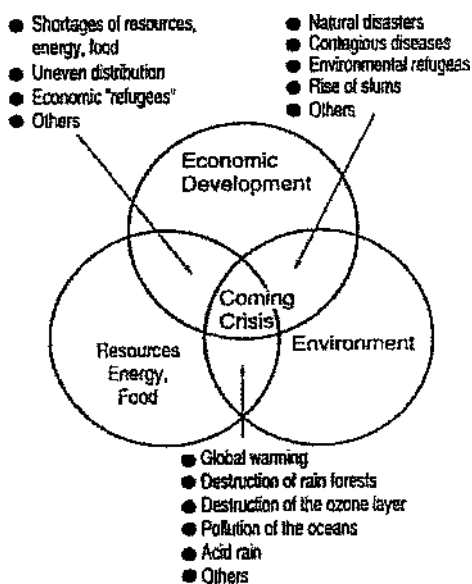 ● Shortages of resources,
energy, food
● Uneven distribution
● Economic "refugees"
● Others
● Natural disasters
● Contagious diseases
● Environmental refugeas
● Rise of slums
● Others
Economic
Development
Coming
Crisis
Resources
Energy,
Food
Environment
● Global warming
● Destruction of rain forests
● Destruction of the ozone layer
● Pollution of the oceans
● Acid rain
● Others